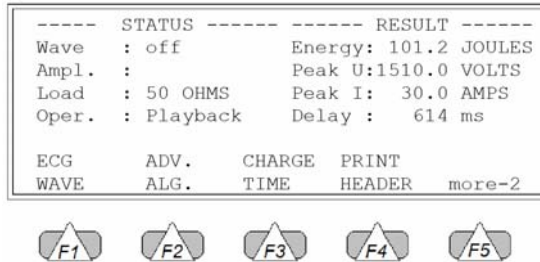 ----- STATUS ------ ------ RESULT ------
Wave : off Energy: 101.2 JOULES
Ampl. : Peak U:1510.0 VOLTS
Load : 50 OHMS Peak I: 30.0 AMPS
Oper. : Playback Delay : 614 ms
ECG ADV. CHARGE PRINT
WAVE ALG. TIME HEADER more-2
F1 F2 F3 F4 F5